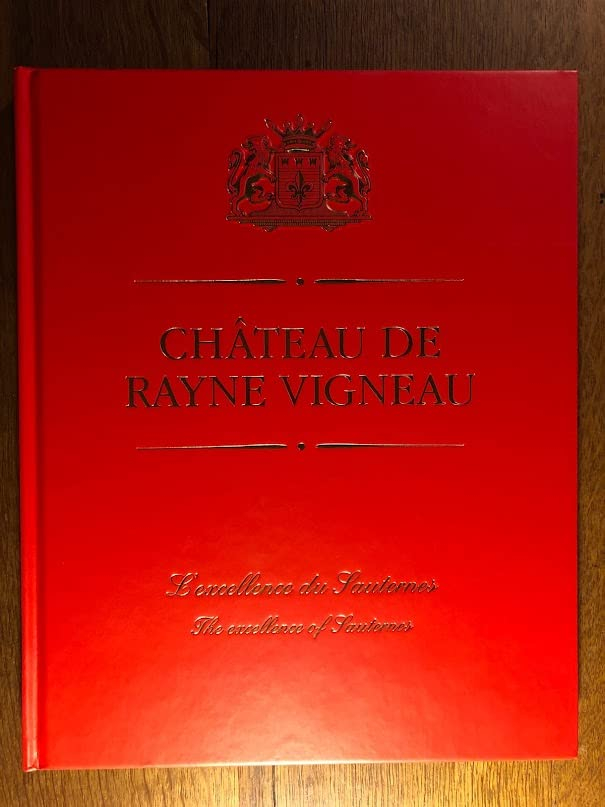 CHÂTEAU DE
RAYNE VIGNEAU
L'excellence du Sauternes
The excellence of Sauternes